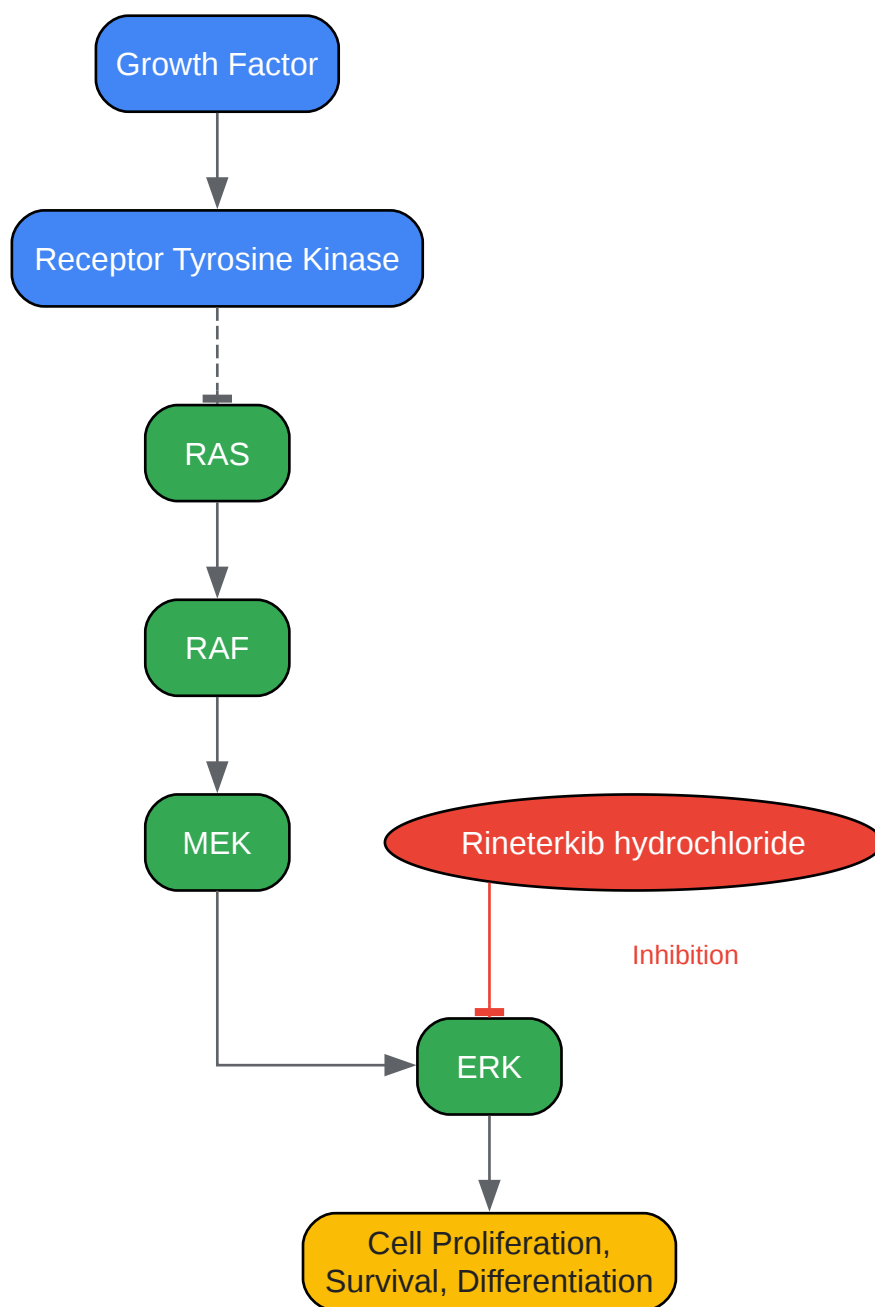 Growth Factor
Receptor Tyrosine Kinase
RAS
RAF
MEK
Rineterkib hydrochloride
Inhibition
ERK
Cell Proliferation,
Survival, Differentiation